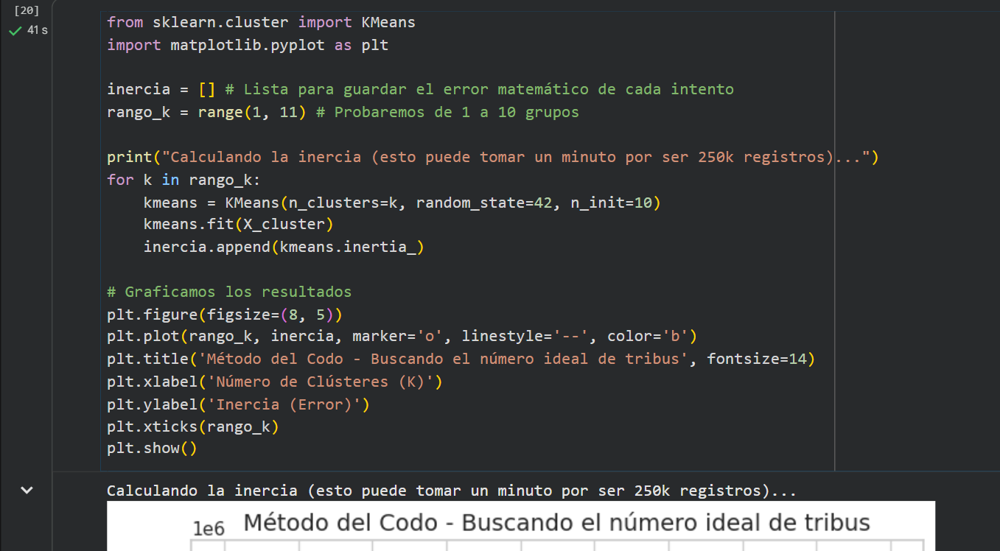 [20]
41 s
from sklearn.cluster import KMeans
import matplotlib.pyplot as plt
inercia = [] # Lista para guardar el error matemático de cada intento
rango_k = range(1, 11) # Probaremos de 1 a 10 grupos
print("Calculando la inercia (esto puede tomar un minuto por ser 250k registros)...")
for k in rango_k:
    kmeans = KMeans(n_clusters=k, random_state=42, n_init=10)
    kmeans.fit(X_cluster)
    inercia.append(kmeans.inertia_)
# Graficamos los resultados
plt.figure(figsize=(8, 5))
plt.plot(rango_k, inercia, marker='o', linestyle='--', color='b')
plt.title('Método del Codo - Buscando el número ideal de tribus', fontsize=14)
plt.xlabel('Número de Clústeres (K)')
plt.ylabel('Inercia (Error)')
plt.xticks(rango_k)
plt.show()
Calculando la inercia (esto puede tomar un minuto por ser 250k registros)...
Método del Codo - Buscando el número ideal de tribus
1e6